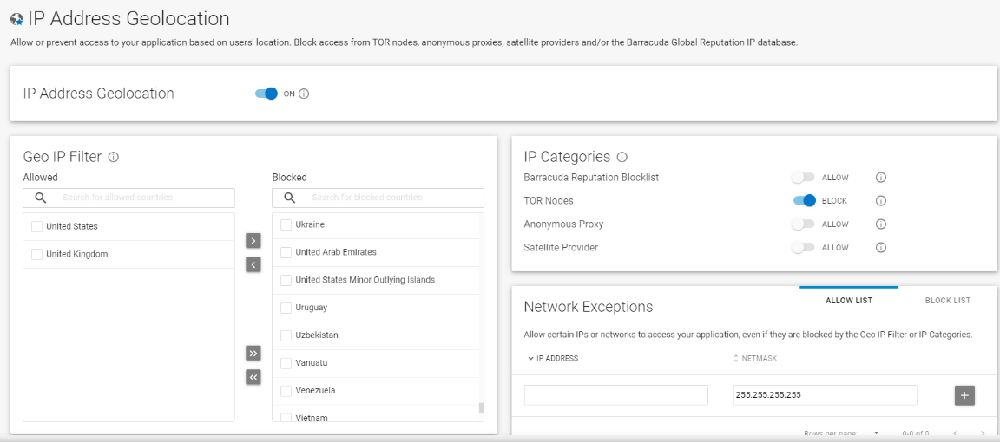 IP Address Geolocation
Allow or prevent access to your application based on users' location. Block access from TOR nodes, anonymous proxies, satellite providers and/or the Barracuda Global Reputation IP database.
IP Address Geolocation
ON
Geo IP Filter
Allowed
Search for allowed countries
United States
United Kingdom
Blocked
Search for blocked countries
Ukraine
United Arab Emirates
United States Minor Outlying Islands
Uruguay
Uzbekistan
Vanuatu
Venezuela
Vietnam
IP Categories
Barracuda Reputation Blocklist ALLOW
TOR Nodes BLOCK
Anonymous Proxy ALLOW
Satellite Provider ALLOW
ALLOW LIST BLOCK LIST
Network Exceptions
Allow certain IPs or networks to access your application, even if they are blocked by the Geo IP Filter or IP Categories.
IP ADDRESS NETMASK
255.255.255.255
Rows per page: 0-0 of 0